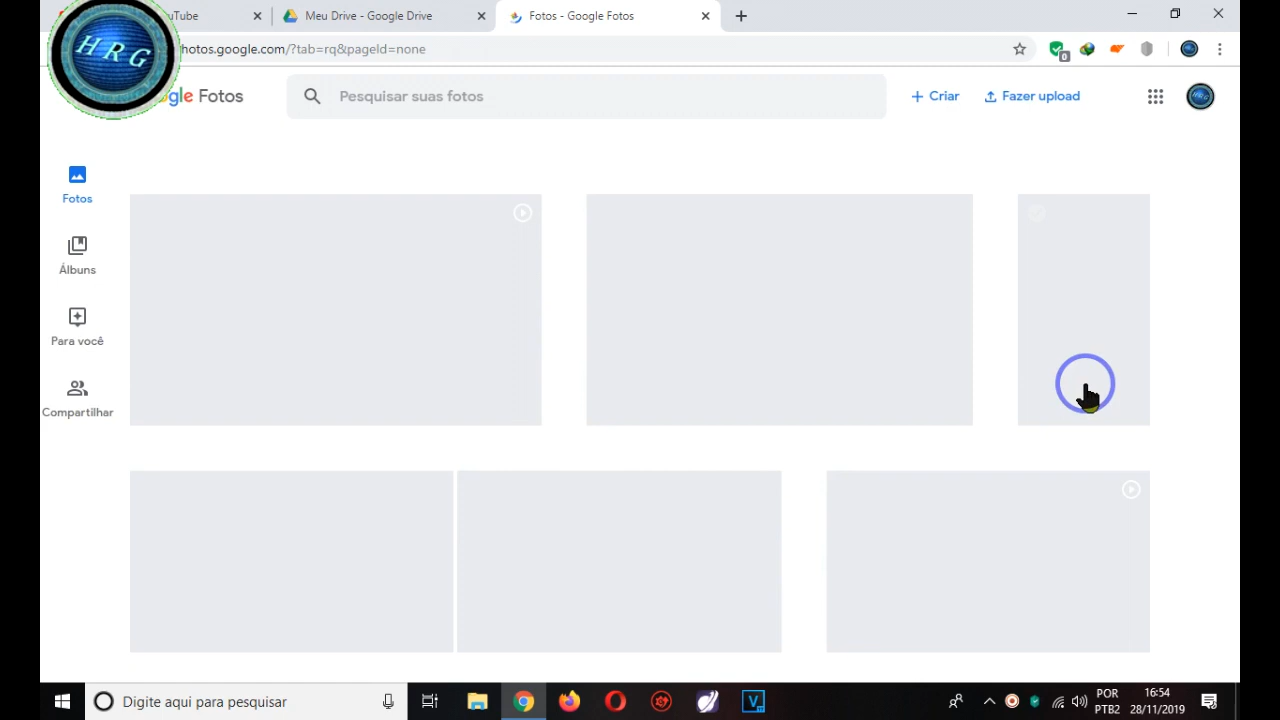 uTube
Meu Drive - Google Drive
Fotos - Google Fotos
HRG
hotos.google.com/?tab=rq&pageId=none
0
gle Fotos
Pesquisar suas fotos
Criar
Fazer upload
HRG
Fotos
Álbuns
Para você
Compartilhar
Digite aqui para pesquisar
POR
PTB2
16:54
28/11/2019